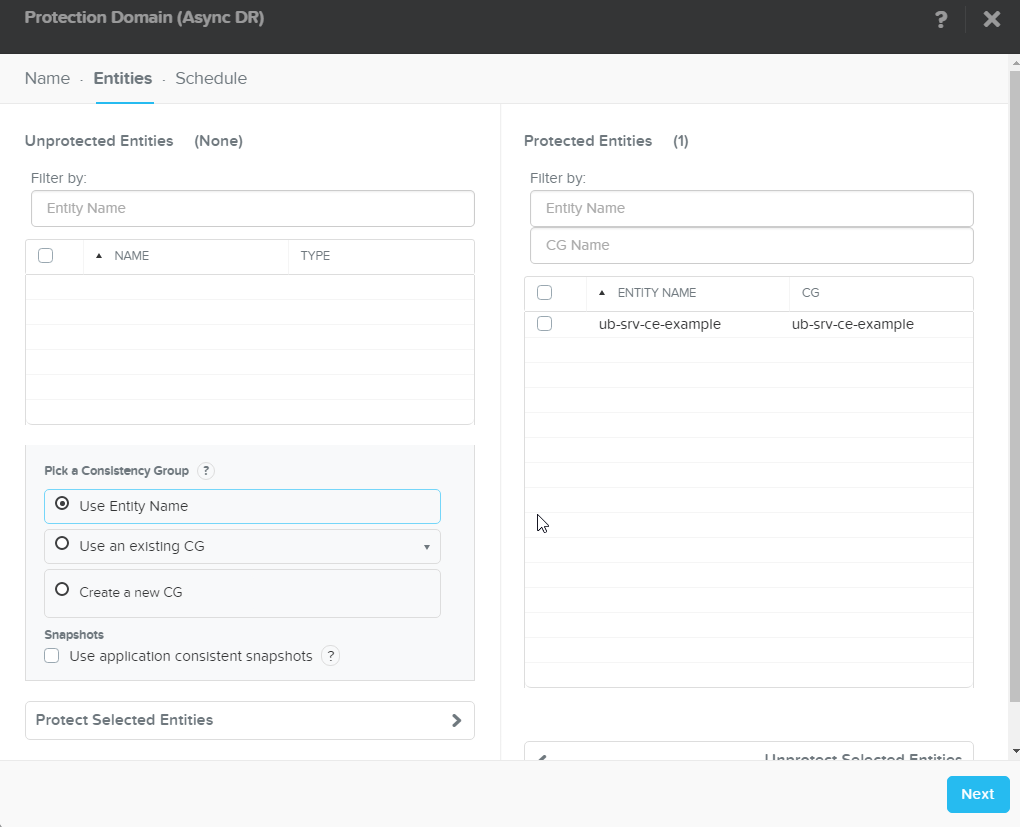 Protection Domain (Async DR) ?
Name · Entities · Schedule
Unprotected Entities (None)
Filter by:
Entity Name
NAME TYPE
Pick a Consistency Group ?
Use Entity Name
Use an existing CG
Create a new CG
Snapshots
Use application consistent snapshots ?
Protect Selected Entities
Protected Entities (1)
Filter by:
Entity Name
CG Name
ENTITY NAME CG
ub-srv-ce-example ub-srv-ce-example
Unprotect Selected Entities
Next